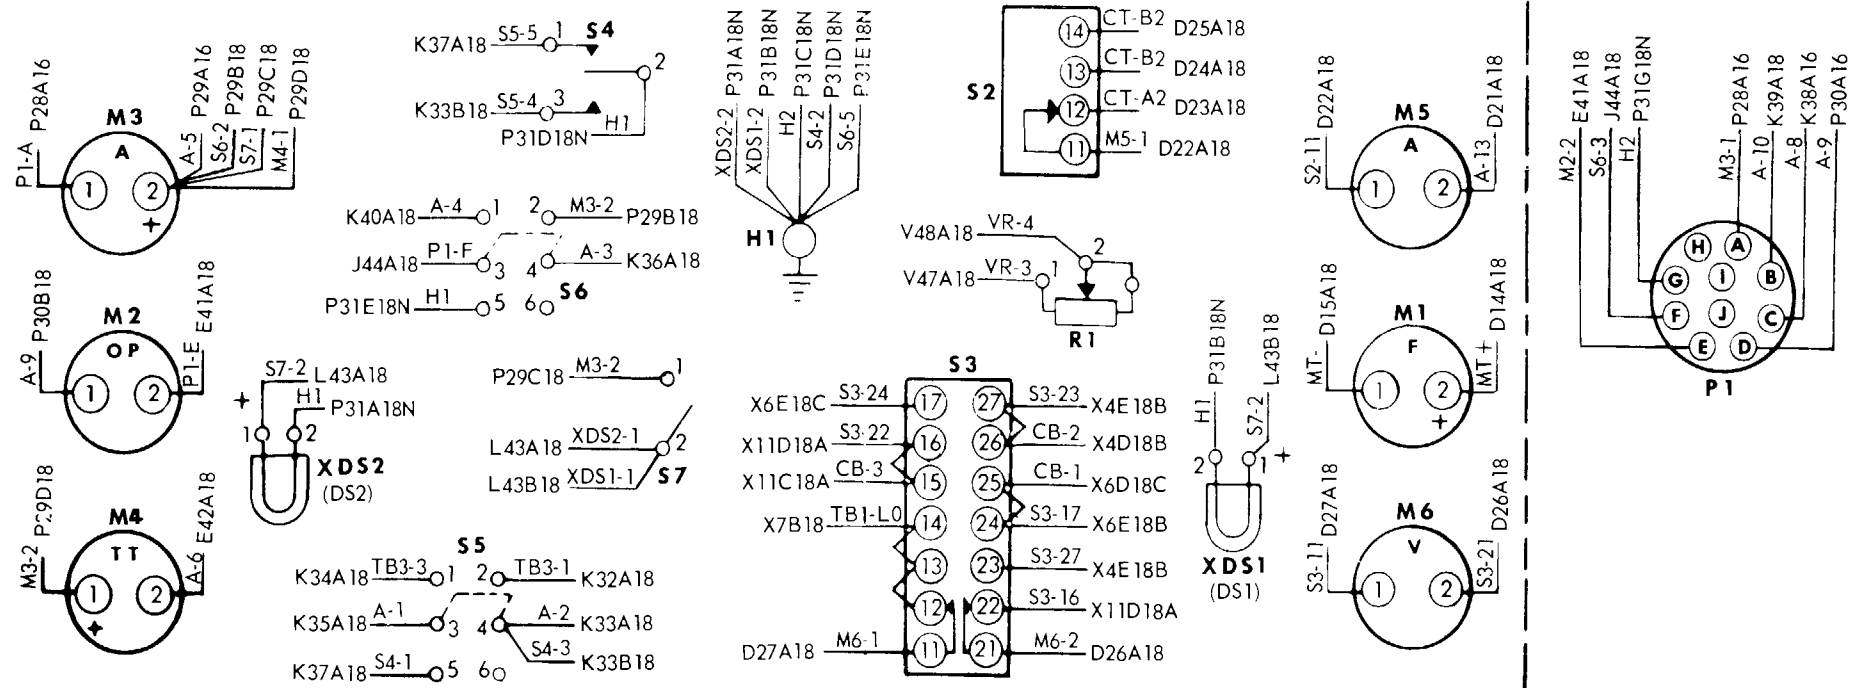 M3
A
P1-A
P28A16
1
2
+
A-5
P29A16
S6-2
P29B18
S7-1
P29C18
M4-1
P29D18
M2
OP
A-9
P30B18
1
2
P1-E
E41A18
M4
TT
M3-2
P29D18
1
2
+
A-6
E42A18
S7-2
L43A18
H1
P31A18N
+
1
2
XDS2
(DS2)
K37A18
S5-5
1
S4
2
K33B18
S5-4
3
P31D18N
H1
K40A18
A-4
1
2
M3-2
P29B18
J44A18
P1-F
3
4
A-3
K36A18
P31E18N
H1
5
6
S6
P29C18
M3-2
1
L43A18
XDS2-1
2
L43B18
XDS1-1
S7
S5
K34A18
TB3-3
1
2
TB3-1
K32A18
K35A18
A-1
3
4
A-2
K33A18
S4-3
K33B18
K37A18
S4-1
5
6
XDS2-2
P31A18N
XDS1-2
P31B18N
H2
P31C18N
S4-2
P31D18N
S6-5
P31E18N
H1
S2
14
CT-B2
D25A18
13
CT-B2
D24A18
12
CT-A2
D23A18
11
M5-1
D22A18
V48A18
VR-4
2
V47A18
VR-3
1
R1
S3
X6E18C
S3-24
17
27
S3-23
X4E18B
X11D18A
S3-22
16
26
CB-2
X4D18B
X11C18A
CB-3
15
25
CB-1
X6D18C
X7B18
TB1-L0
14
24
S3-17
X6E18B
13
23
S3-27
X4E18B
12
22
S3-16
X11D18A
D27A18
M6-1
11
21
M6-2
D26A18
H1
P31B18N
S7-2
L43B18
2
1
+
XDS1
(DS1)
M5
A
S2-11
D22A18
1
2
A-13
D21A18
M1
F
MT-
D15A18
1
2
+
MT+
D14A18
M6
V
S3-11
D27A18
1
2
S3-21
D26A18
M2-2
E41A18
S6-3
J44A18
H2
P31G18N
M3-1
P28A16
A-10
K39A18
A-8
K38A16
A-9
P30A16
H
A
G
I
B
F
J
C
E
D
P1